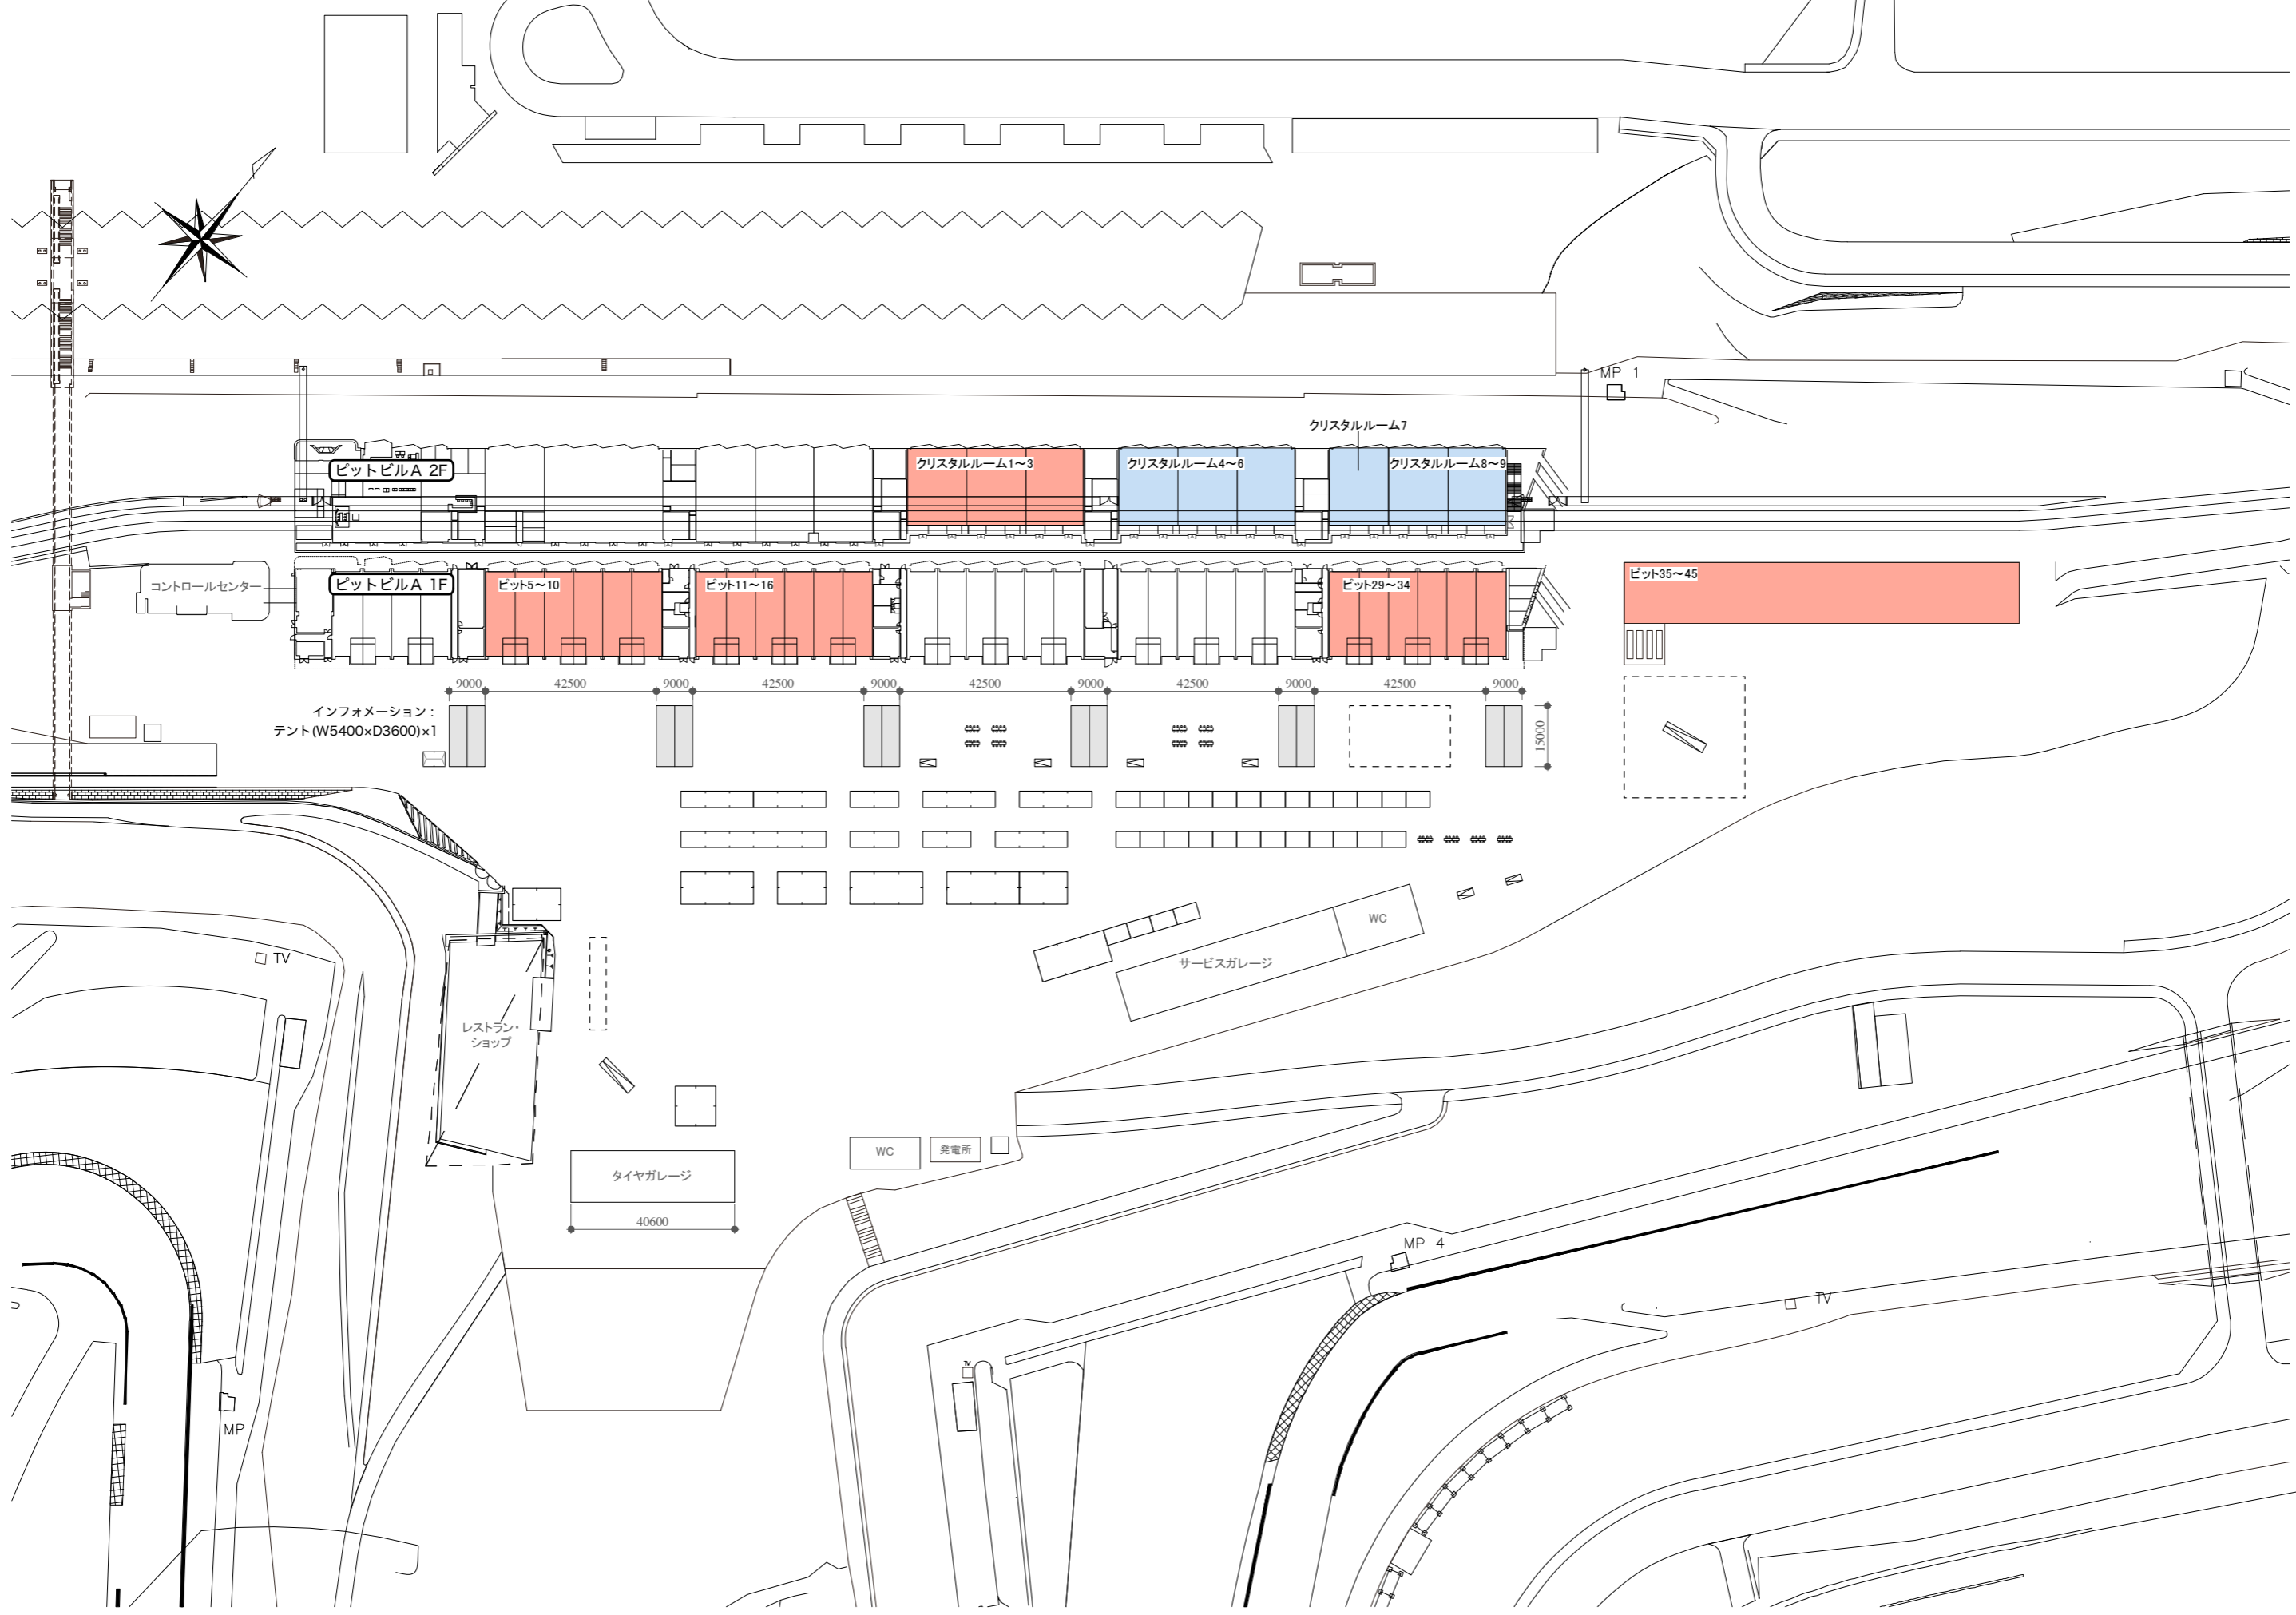 MP 1
クリスタルルーム7
ピットビルA 2F
クリスタルルーム1〜3
クリスタルルーム4〜6
クリスタルルーム8〜9
コントロールセンター
ピットビルA 1F
ピット5〜10
ピット11〜16
ピット29〜34
ピット35〜45
9000
42500
9000
42500
9000
42500
9000
42500
9000
42500
9000
インフォメーション：
テント(W5400×D3600)×1
15000
WC
サービスガレージ
TV
レストラン・
ショップ
WC
発電所
タイヤガレージ
40600
MP 4
TV
TV
MP